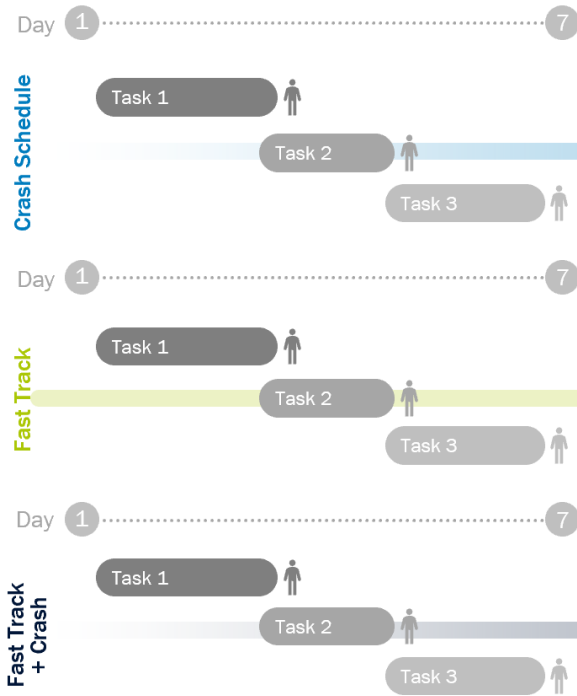 Day 1 7
Crash Schedule
Task 1
Task 2
Task 3
Day 1 7
Fast Track
Task 1
Task 2
Task 3
Day 1 7
Fast Track
+ Crash
Task 1
Task 2
Task 3